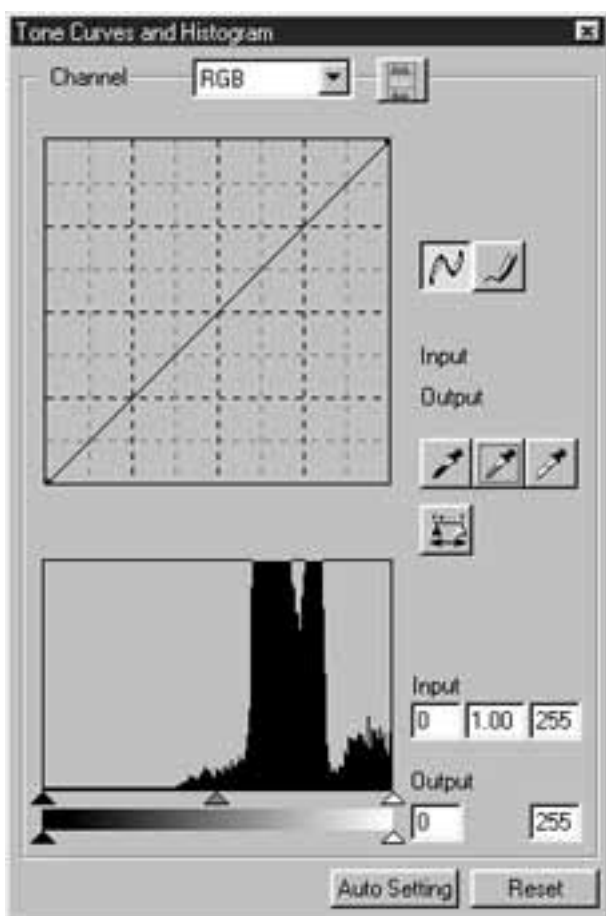 Tone Curves and Histogram
Channel RGB
Input
Output
Input
0 1.00 255
Output
0 255
Auto Setting Reset